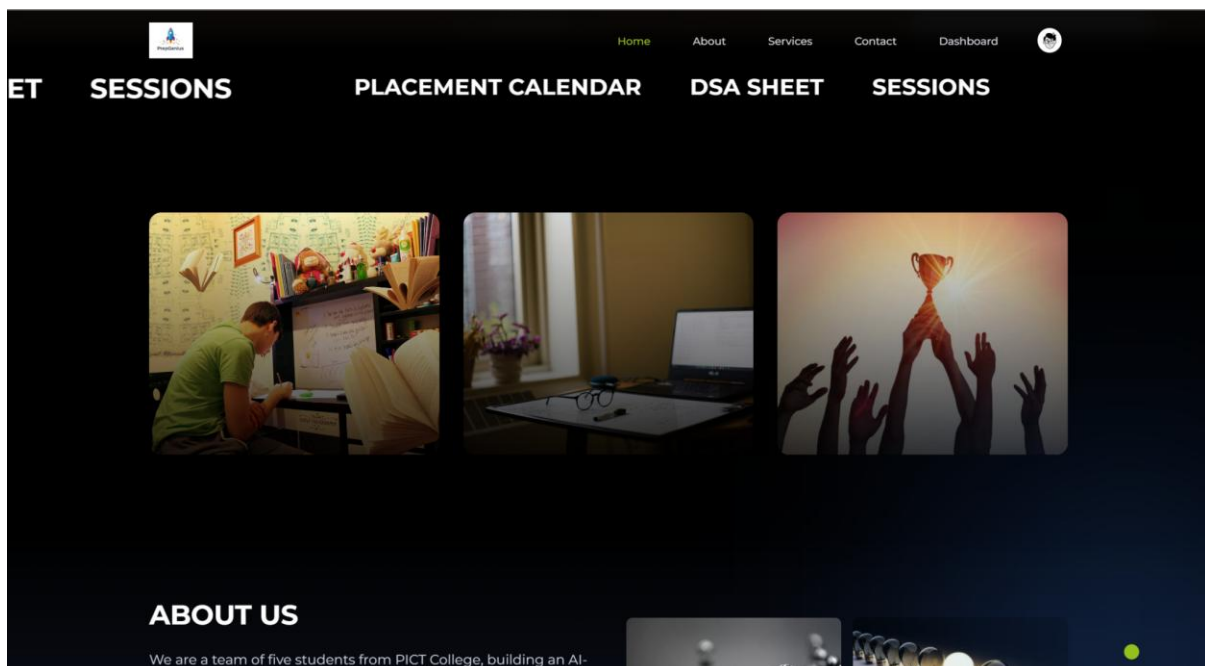 PrepGenius
Home About Services Contact Dashboard
ET SESSIONS PLACEMENT CALENDAR DSA SHEET SESSIONS
ABOUT US
We are a team of five students from PICT College, building an AI-